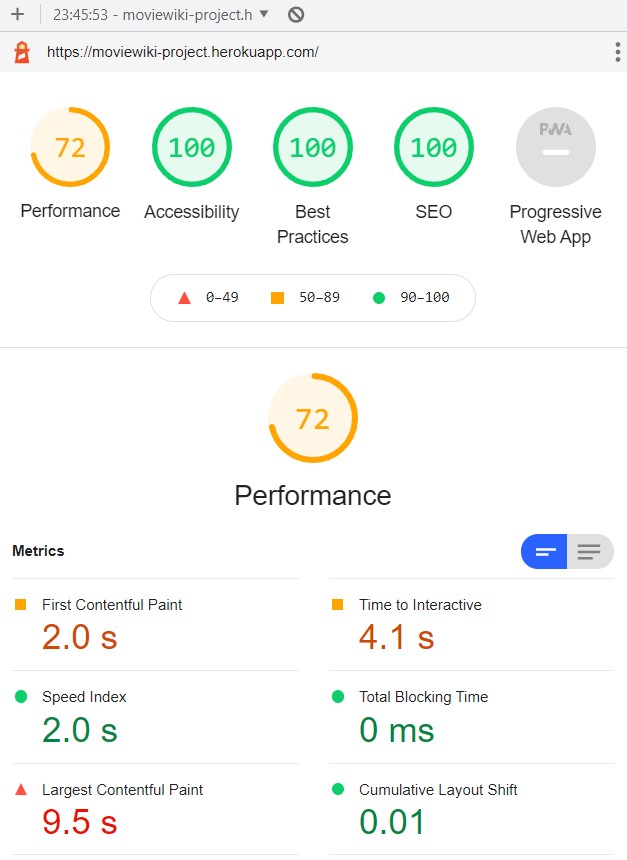 23:45:53 - moviewiki-project.h
https://moviewiki-project.herokuapp.com/
72 100 100 100 PWA
Performance Accessibility Best Practices SEO Progressive Web App
0–49 50–89 90–100
72
Performance
Metrics
First Contentful Paint
2.0 s
Time to Interactive
4.1 s
Speed Index
2.0 s
Total Blocking Time
0 ms
Largest Contentful Paint
9.5 s
Cumulative Layout Shift
0.01